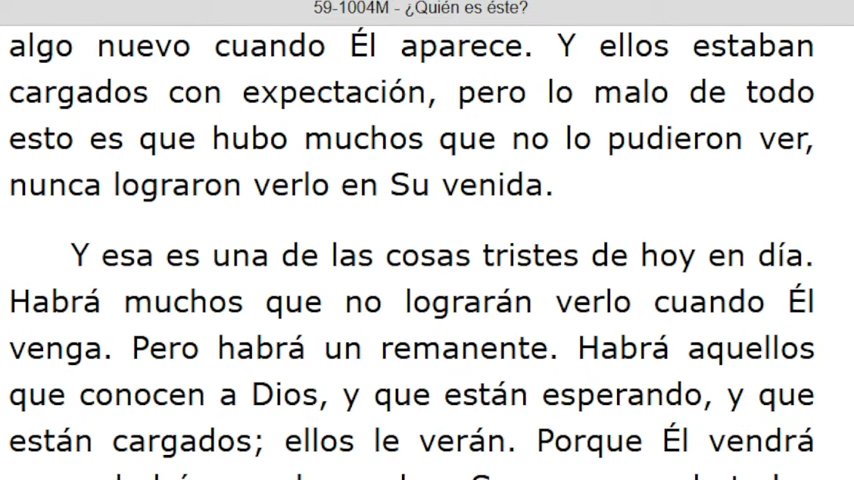 59-1004M - ¿Quién es éste?
algo nuevo cuando Él aparece. Y ellos estaban
cargados con expectación, pero lo malo de todo
esto es que hubo muchos que no lo pudieron ver,
nunca lograron verlo en Su venida.
Y esa es una de las cosas tristes de hoy en día.
Habrá muchos que no lograrán verlo cuando Él
venga. Pero habrá un remanente. Habrá aquellos
que conocen a Dios, y que están esperando, y que
están cargados; ellos le verán. Porque Él vendrá